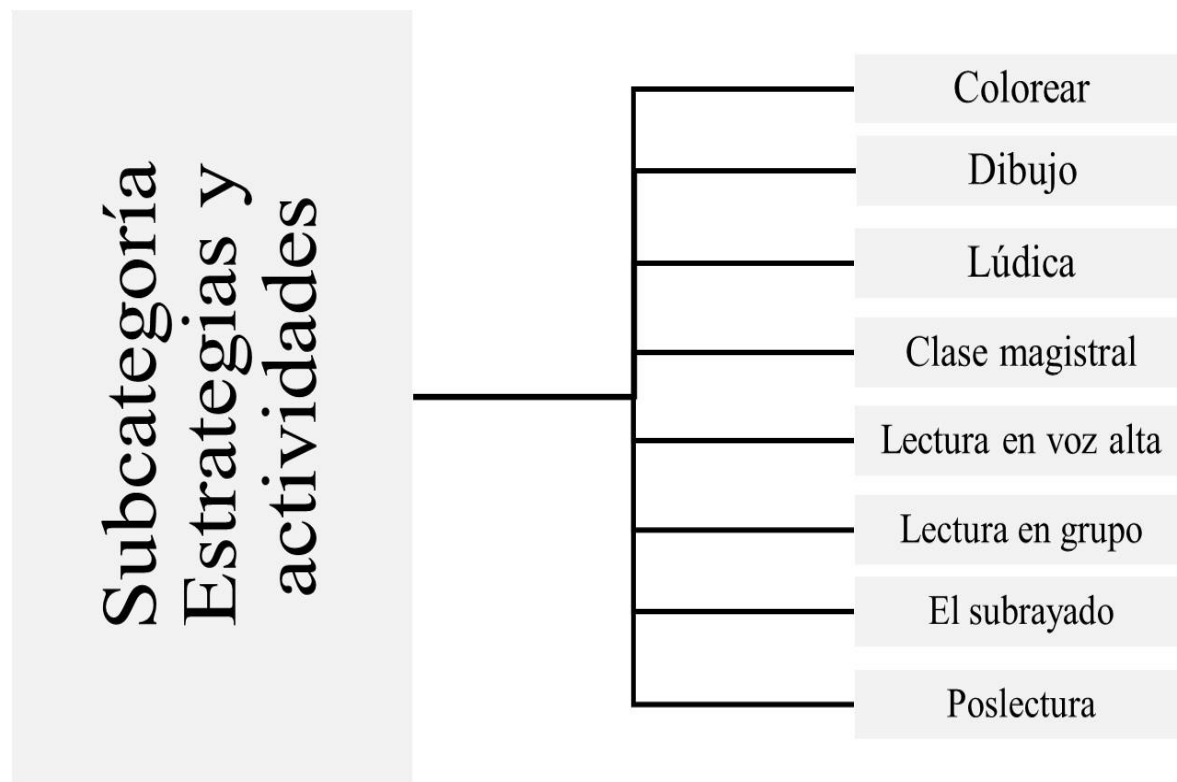 Subcategoría
Estrategias y
actividades
Colorear
Dibujo
Lúdica
Clase magistral
Lectura en voz alta
Lectura en grupo
El subrayado
Poslectura